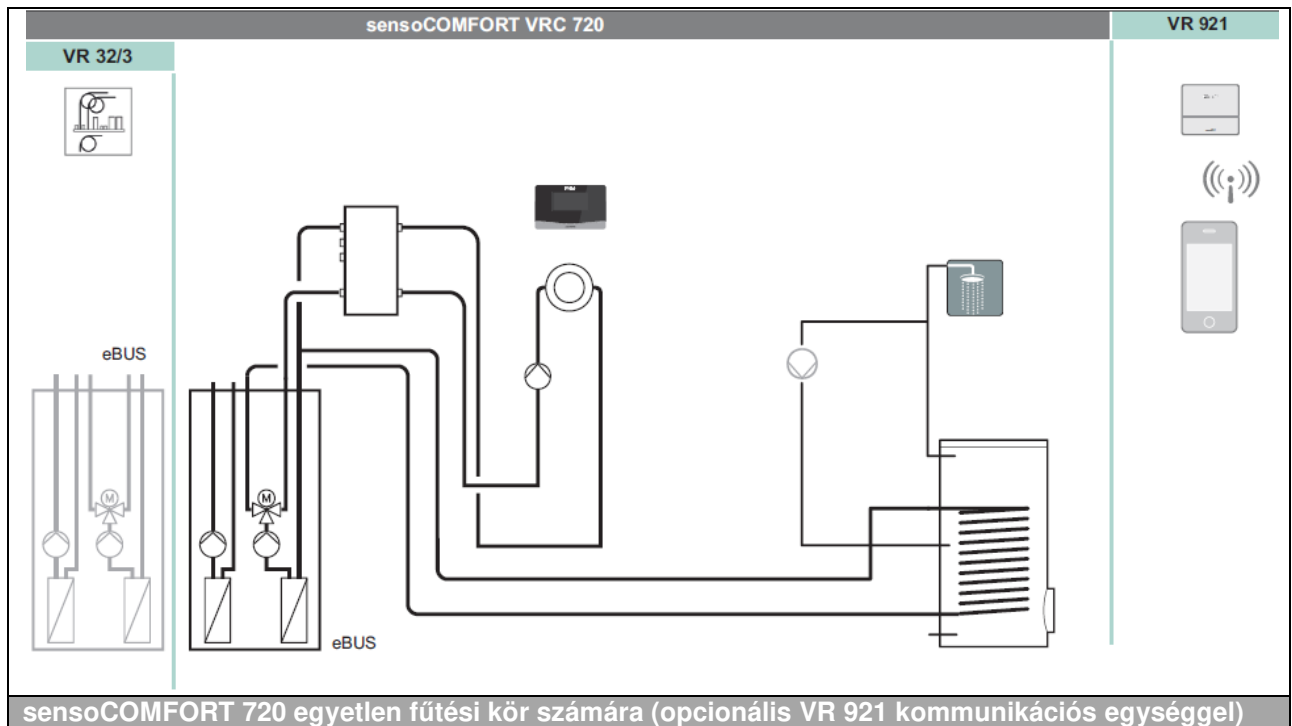 sensoCOMFORT VRC 720
VR 921
VR 32/3
eBUS
M
M
eBUS
sensoCOMFORT 720 egyetlen fűtési kör számára (opcionális VR 921 kommunikációs egységgel)